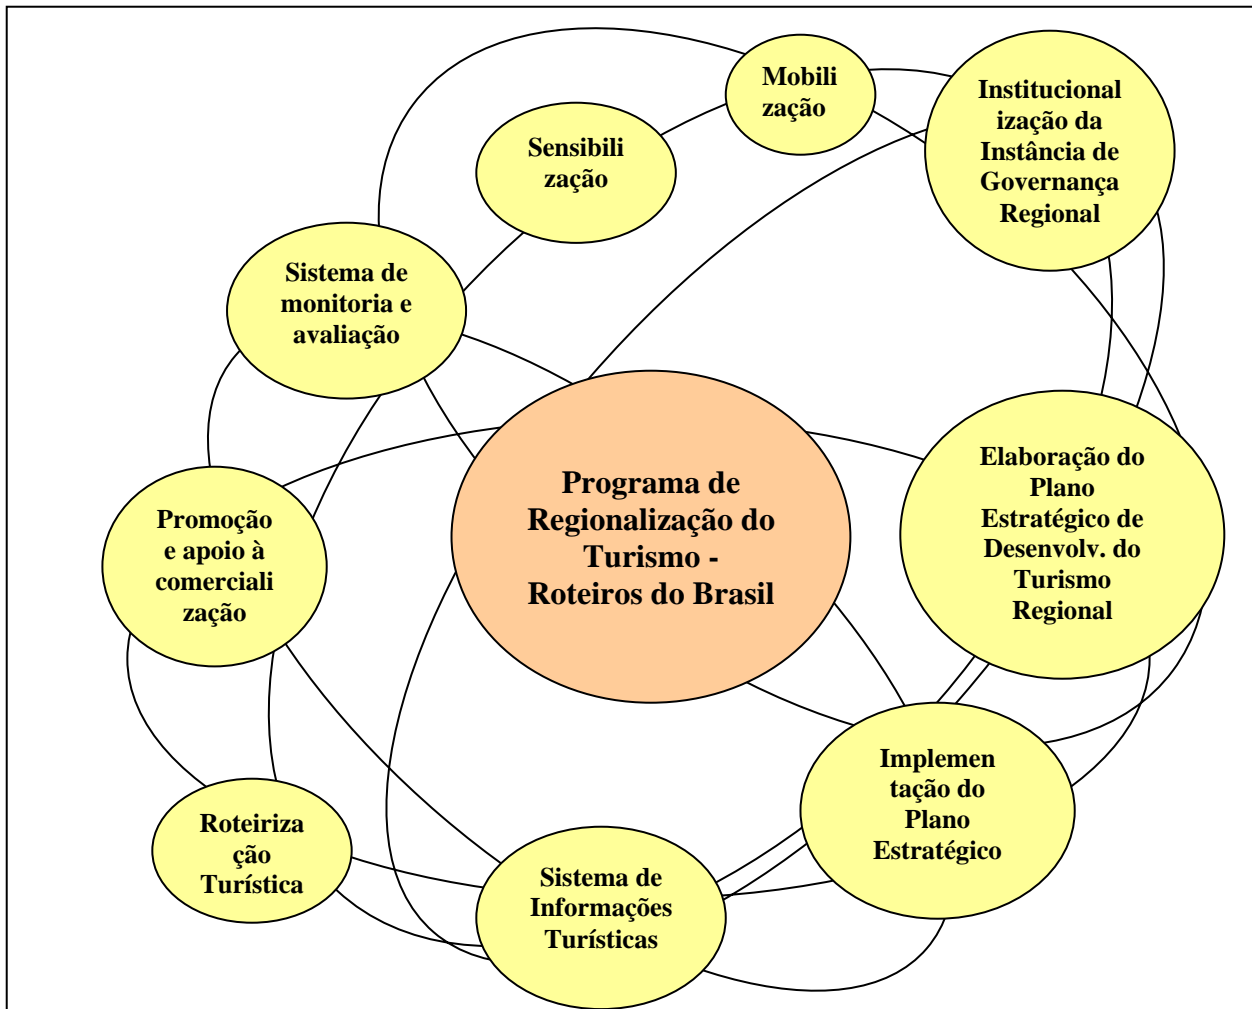 Mobili
zação
Institucional
ização da
Instância de
Governança
Regional
Sensibili
zação
Sistema de
monitoria e
avaliação
Elaboração do
Plano
Estratégico de
Desenvolv. do
Turismo
Regional
Programa de
Regionalização do
Turismo -
Roteiros do Brasil
Promoção
e apoio à
comerciali
zação
Implemen
tação do
Plano
Estratégico
Roteiriza
ção
Turística
Sistema de
Informações
Turísticas